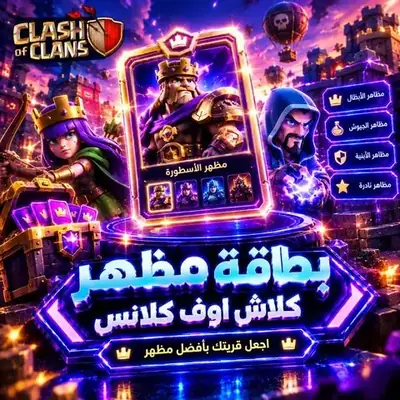 CLASH
OF
CLANS
مظاهر الأبطال
مظاهر الجيوش
مظاهر الأبنية
مظاهر نادرة
مظهر الأسطورة
بطاقة مظهر
كلاش اوف كلانس
اجعل قريتك بأفضل مظهر